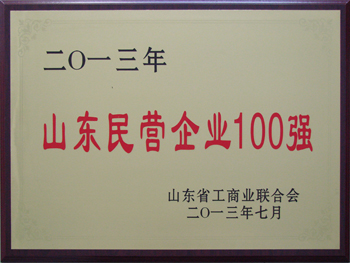 二〇一三年
山东民营企业100强
山东省工商业联合会
二〇一三年七月